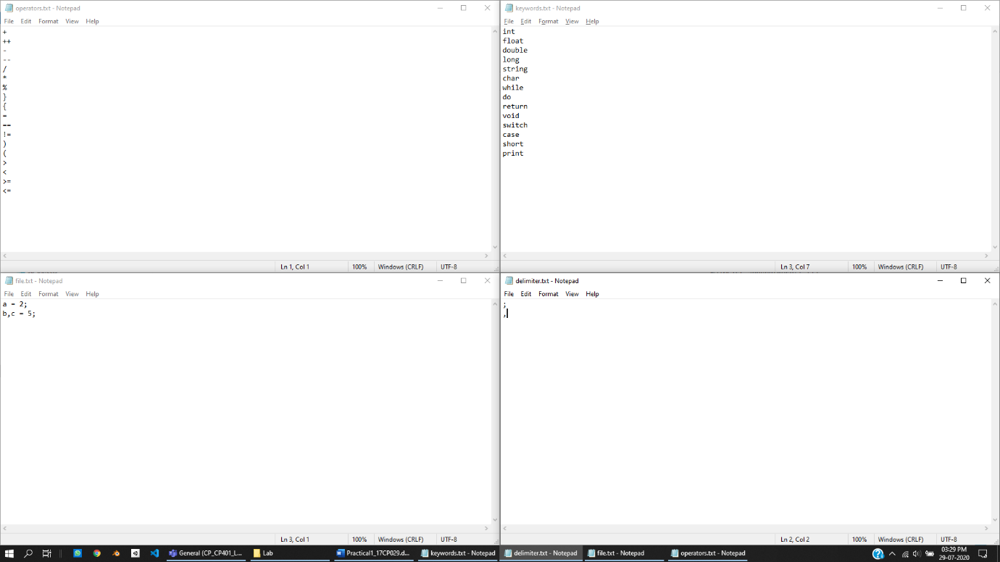 operators.txt - Notepad
File Edit Format View Help
+
++
-
--
/
*
%
}
{
=
==
!=
)
(
>
<
>=
<=
Ln 1, Col 1 100% Windows (CRLF) UTF-8
keywords.txt - Notepad
File Edit Format View Help
int
float
double
long
string
char
while
do
return
void
switch
case
short
print
Ln 3, Col 7 100% Windows (CRLF) UTF-8
file.txt - Notepad
File Edit Format View Help
a = 2;
b,c = 5;
Ln 3, Col 1 100% Windows (CRLF) UTF-8
delimiter.txt - Notepad
File Edit Format View Help
;
,
Ln 2, Col 2 100% Windows (CRLF) UTF-8
General (CP_CP401_L... Lab Practical1_17CP029.d... keywords.txt - Notepad delimiter.txt - Notepad file.txt - Notepad operators.txt - Notepad
03:29 PM
29-07-2020